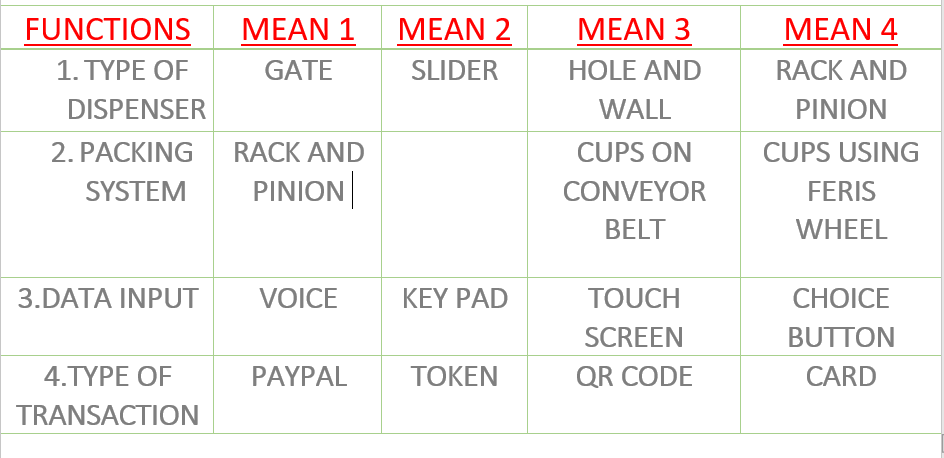 FUNCTIONS MEAN 1 MEAN 2 MEAN 3 MEAN 4
1. TYPE OF DISPENSER GATE SLIDER HOLE AND WALL RACK AND PINION
2. PACKING SYSTEM RACK AND PINION CUPS ON CONVEYOR BELT CUPS USING FERIS WHEEL
3.DATA INPUT VOICE KEY PAD TOUCH SCREEN CHOICE BUTTON
4.TYPE OF TRANSACTION PAYPAL TOKEN QR CODE CARD